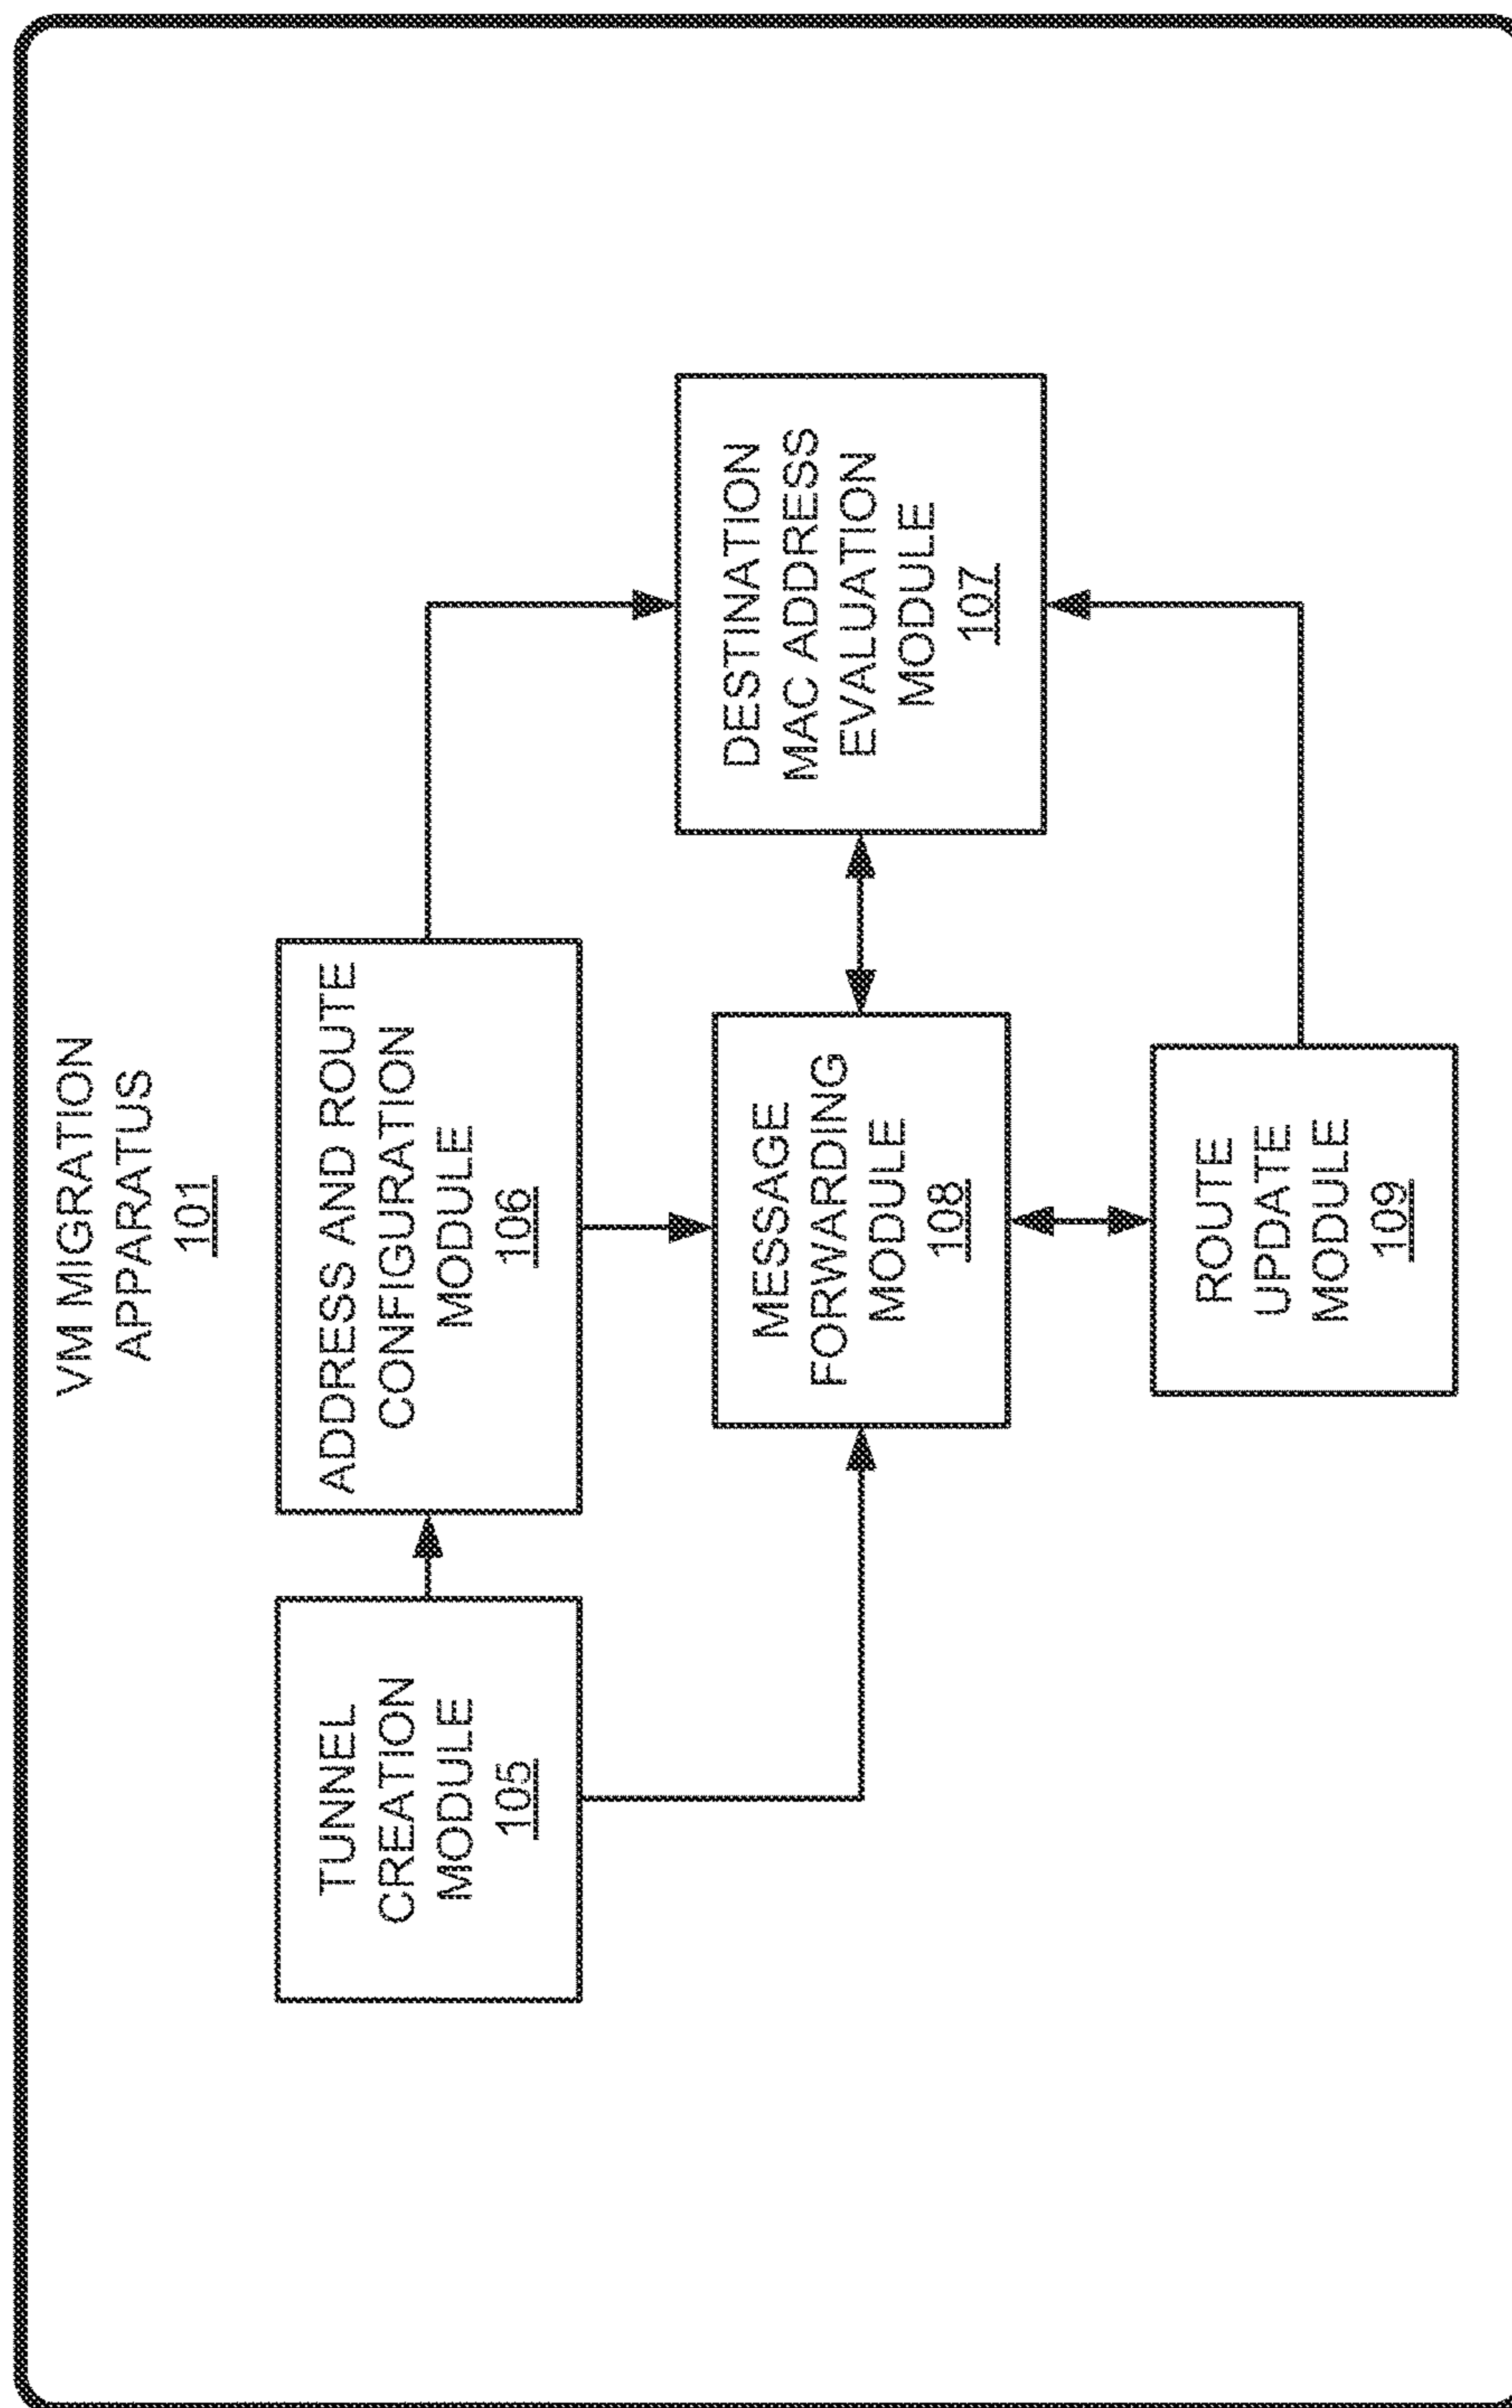 VM MIGRATION
APPARATUS
101
TUNNEL
CREATION
MODULE
105
ADDRESS AND ROUTE
CONFIGURATION
MODULE
106
DESTINATION
MAC ADDRESS
EVALUATION
MODULE
107
MESSAGE
FORWARDING
MODULE
108
ROUTE
UPDATE
MODULE
109